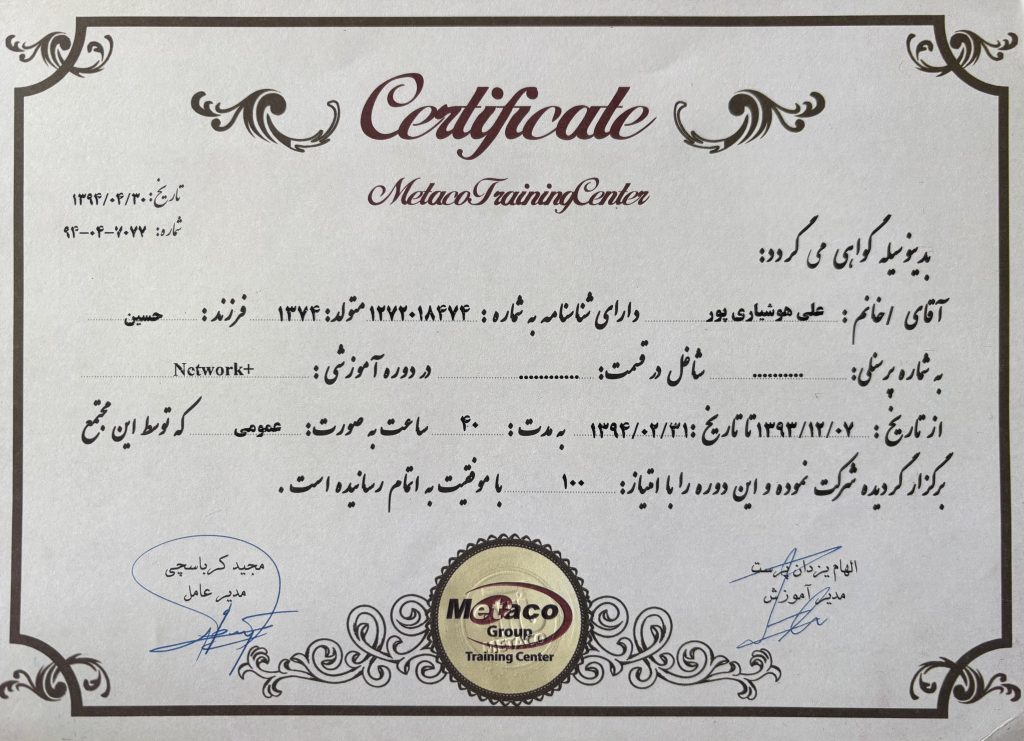 Certificate
Metaco Training Center
تاریخ: ۱۳۹۴/۰۴/۳۰
شماره: ۹۴-۰۴-۷۰۷۷
بدینوسیله گواهی می گردد:
آقای /خانم : علی هوشیاری پور دارای شناسنامه به شماره : ۱۲۷۲۰۱۸۴۷۴ متولد: ۱۳۷۴ فرزند : حسین
به شماره پرسنلی: .......... شاغل در قسمت: ............ در دوره آموزشی : Network+
از تاریخ : ۱۳۹۳/۱۲/۰۷ تا تاریخ : ۱۳۹۴/۰۲/۳۱ به مدت : ۴۰ ساعت به صورت: عمومی که توسط این مجتمع
برگزار گردیده شرکت نموده و این دوره را با امتیاز: ۱۰۰ با موفقیت به اتمام رسانیده است .
الهام یزدان پرست
مدیر آموزش
مجید کرباسچی
مدیر عامل
Metaco
Group
METACO
Training Center